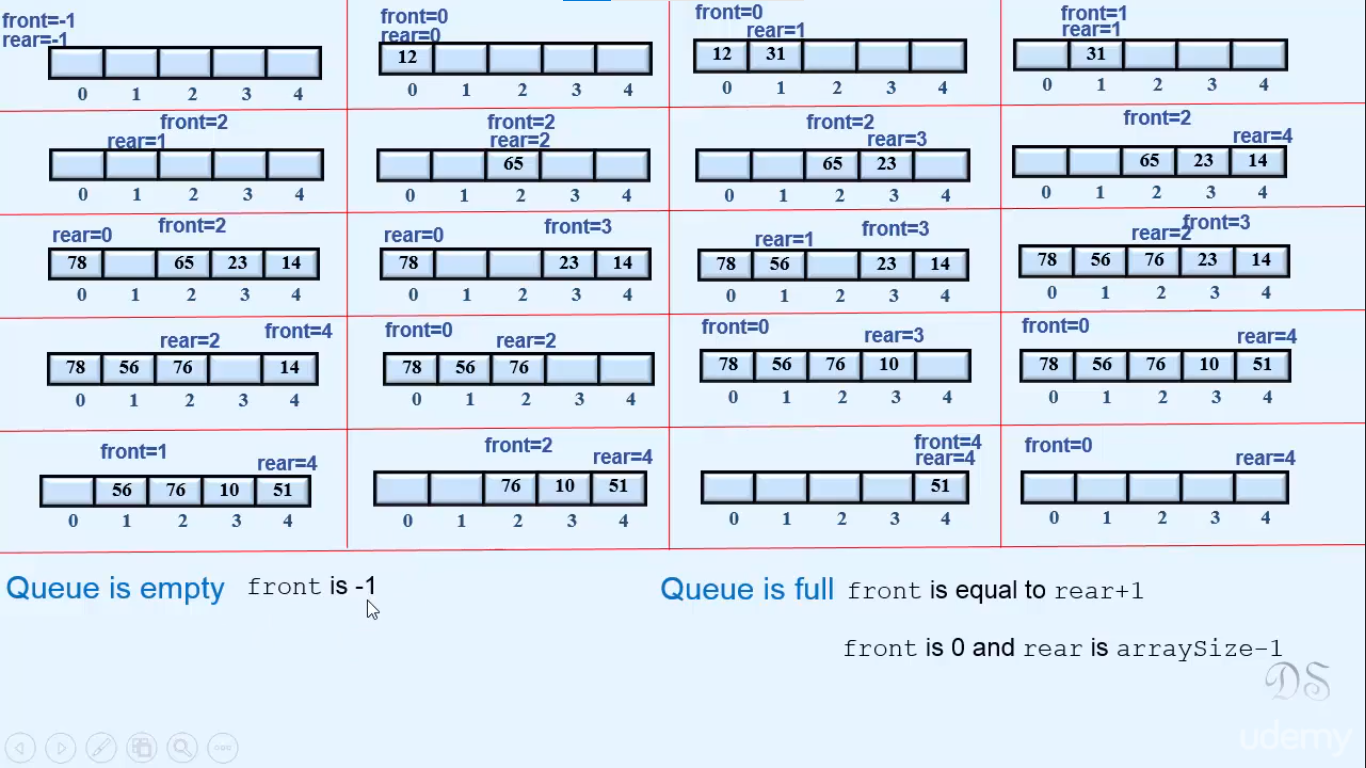 front=-1
rear=-1
0 1 2 3 4
front=0
rear=0
12
0 1 2 3 4
front=0
rear=1
12 31
0 1 2 3 4
front=1
rear=1
31
0 1 2 3 4
front=2
rear=1
0 1 2 3 4
front=2
rear=2
65
0 1 2 3 4
front=2
rear=3
65 23
0 1 2 3 4
front=2
rear=4
65 23 14
0 1 2 3 4
rear=0 front=2
78 65 23 14
0 1 2 3 4
rear=0 front=3
78 23 14
0 1 2 3 4
rear=1 front=3
78 56 23 14
0 1 2 3 4
front=3
rear=2
78 56 76 23 14
0 1 2 3 4
rear=2 front=4
78 56 76 14
0 1 2 3 4
front=0 rear=2
78 56 76
0 1 2 3 4
front=0 rear=3
78 56 76 10
0 1 2 3 4
front=0 rear=4
78 56 76 10 51
0 1 2 3 4
front=1
rear=4
56 76 10 51
0 1 2 3 4
front=2
rear=4
76 10 51
0 1 2 3 4
front=4
rear=4
51
0 1 2 3 4
front=0 rear=4
0 1 2 3 4
Queue is empty front is -1
Queue is full front is equal to rear+1
front is 0 and rear is arraySize-1
DS
udemy